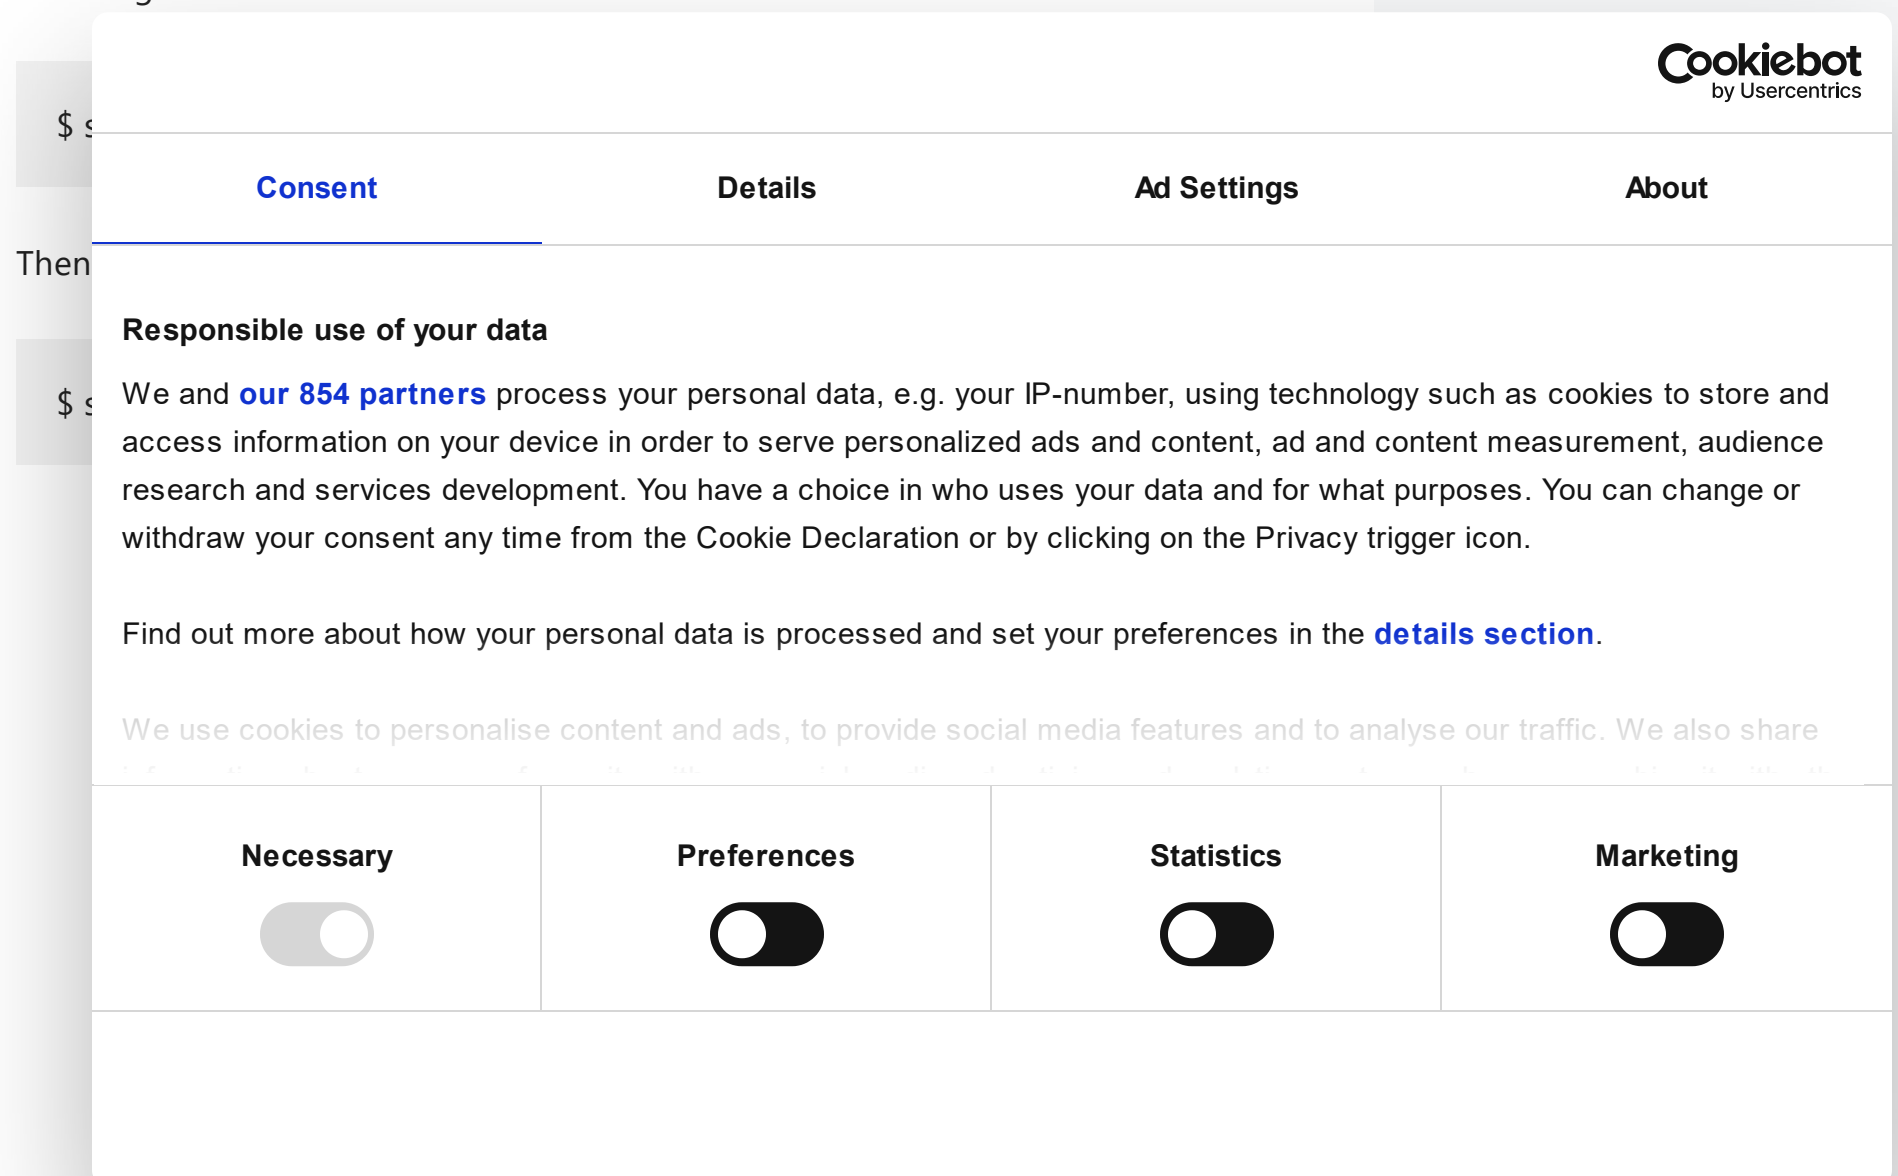 Cookiebot
by Usercentrics
$ s
Consent Details Ad Settings About
Then
Responsible use of your data
We and our 854 partners process your personal data, e.g. your IP-number, using technology such as cookies to store and
$ s
access information on your device in order to serve personalized ads and content, ad and content measurement, audience
research and services development. You have a choice in who uses your data and for what purposes. You can change or
withdraw your consent any time from the Cookie Declaration or by clicking on the Privacy trigger icon.
Find out more about how your personal data is processed and set your preferences in the details section.
We use cookies to personalise content and ads, to provide social media features and to analyse our traffic. We also share
Necessary Preferences Statistics Marketing